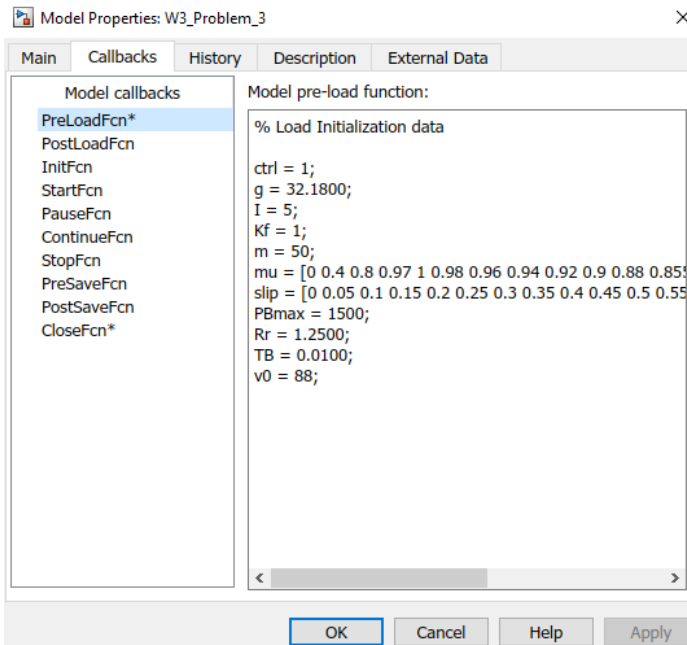 Model Properties: W3_Problem_3
Main Callbacks History Description External Data
Model callbacks
PreLoadFcn*
PostLoadFcn
InitFcn
StartFcn
PauseFcn
ContinueFcn
StopFcn
PreSaveFcn
PostSaveFcn
CloseFcn*
Model pre-load function:
% Load Initialization data
ctrl = 1;
g = 32.1800;
I = 5;
Kf = 1;
m = 50;
mu = [0 0.4 0.8 0.97 1 0.98 0.96 0.94 0.92 0.9 0.88 0.855
slip = [0 0.05 0.1 0.15 0.2 0.25 0.3 0.35 0.4 0.45 0.5 0.55
PBmax = 1500;
Rr = 1.2500;
TB = 0.0100;
v0 = 88;
OK Cancel Help Apply